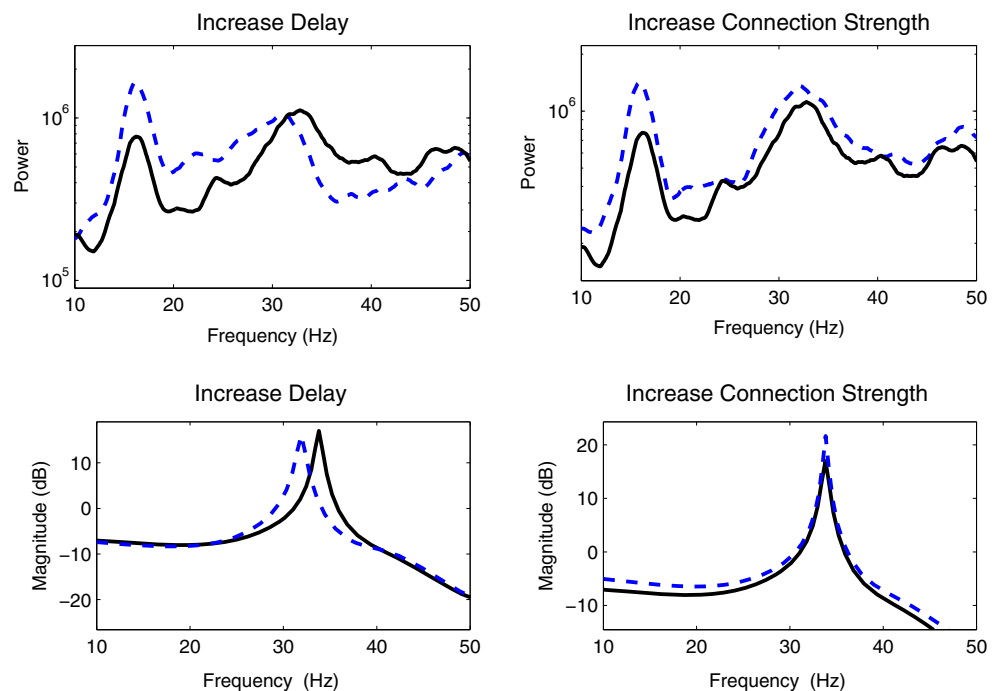 Increase Delay
Increase Connection Strength
Power
10^6
10^5
10 20 30 40 50
Frequency (Hz)
Power
10^6
10 20 30 40 50
Frequency (Hz)
Increase Delay
Increase Connection Strength
Magnitude (dB)
10
0
−10
−20
10 20 30 40 50
Frequency (Hz)
Magnitude (dB)
20
10
0
−10
10 20 30 40 50
Frequency (Hz)